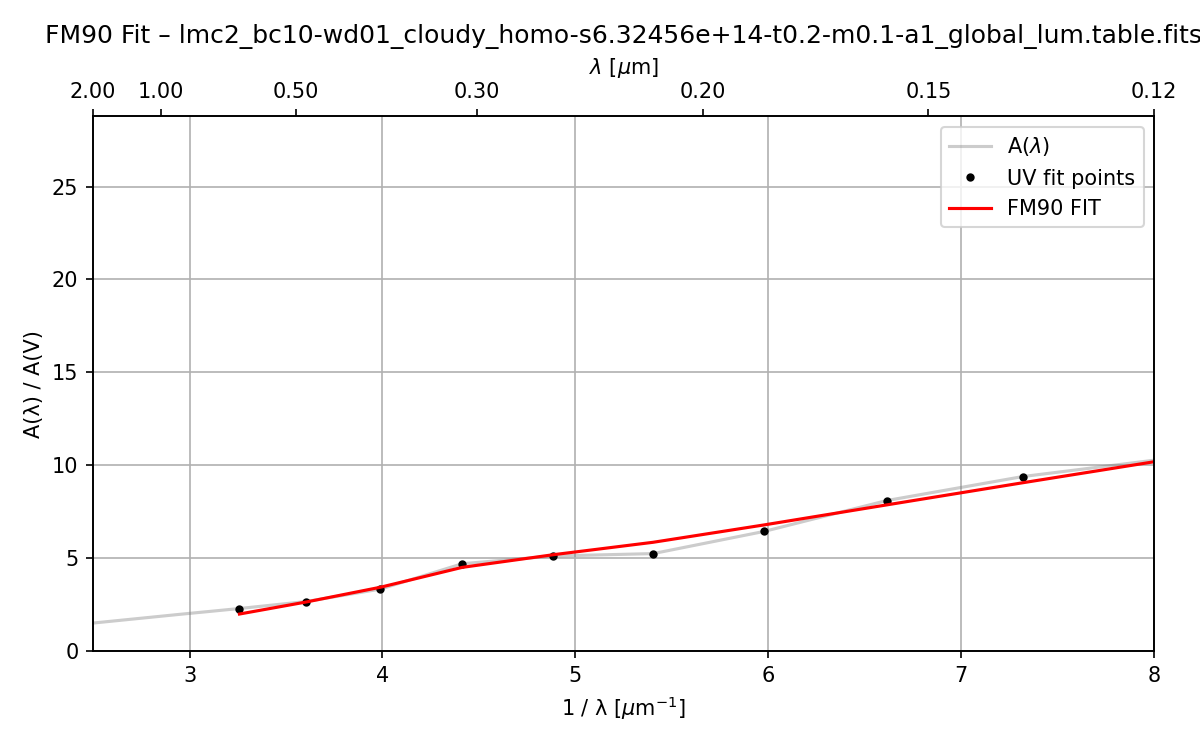 FM90 Fit – lmc2_bc10-wd01_cloudy_homo-s6.32456e+14-t0.2-m0.1-a1_global_lum.table.fits
λ [μm]
2.00 1.00 0.50 0.30 0.20 0.15 0.12
A(λ)
UV fit points
FM90 FIT
25
20
15
10
5
0
A(λ) / A(V)
3 4 5 6 7 8
1 / λ [μm⁻¹]